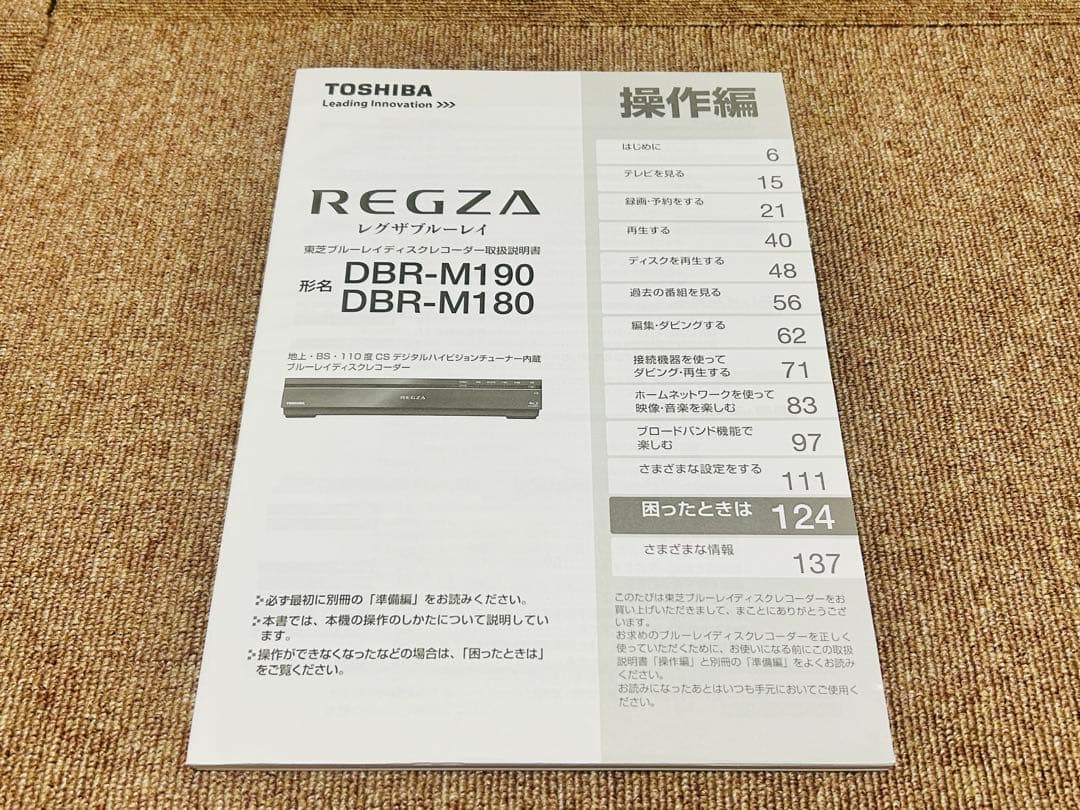 TOSHIBA
Leading Innovation >>>
REGZA
レグザブルーレイ
東芝ブルーレイディスクレコーダー取扱説明書
形名 DBR-M190
DBR-M180
地上・BS・110度CSデジタルハイビジョンチューナー内蔵
ブルーレイディスクレコーダー
TOSHIBA
REGZA
必ず最初に別冊の「準備編」をお読みください。
本書では、本機の操作のしかたについて説明してい
ます。
操作ができなくなったなどの場合は、「困ったときは」
をご覧ください。
操作編
はじめに 6
テレビを見る 15
録画・予約をする 21
再生する 40
ディスクを再生する 48
過去の番組を見る 56
編集・ダビングする 62
接続機器を使って
ダビング・再生する 71
ホームネットワークを使って
映像・音楽を楽しむ 83
ブロードバンド機能で
楽しむ 97
さまざまな設定をする 111
困ったときは 124
さまざまな情報 137
このたびは東芝ブルーレイディスクレコーダーをお
買い上げいただきまして、まことにありがとうござ
います。
お求めのブルーレイディスクレコーダーを正しく
使っていただくために、お使いになる前にこの取扱
説明書「操作編」と別冊の「準備編」をよくお読み
ください。
お読みになったあとはいつも手元においてご使用く
ださい。